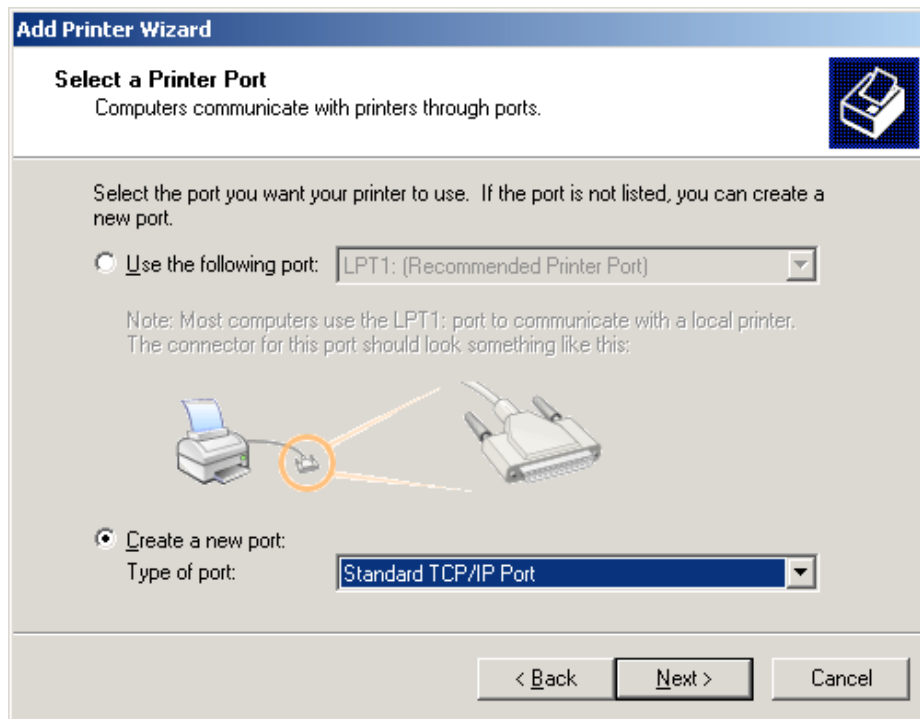 Add Printer Wizard
Select a Printer Port
Computers communicate with printers through ports.
Select the port you want your printer to use.  If the port is not listed, you can create a
new port.
Use the following port: LPT1: (Recommended Printer Port)
Note: Most computers use the LPT1: port to communicate with a local printer.
The connector for this port should look something like this:
Create a new port:
Type of port: Standard TCP/IP Port
< Back Next > Cancel